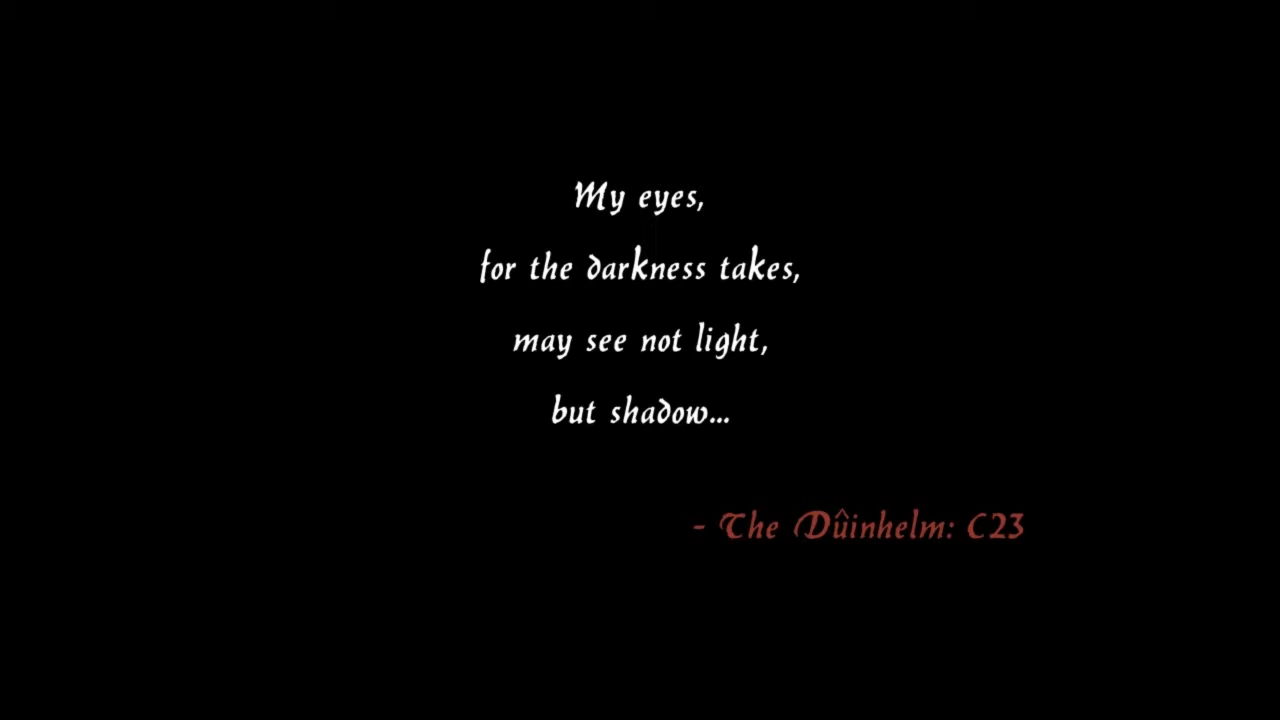 My eyes,
for the darkness takes,
may see not light,
but shadow...
- The Dûinhelm: C23